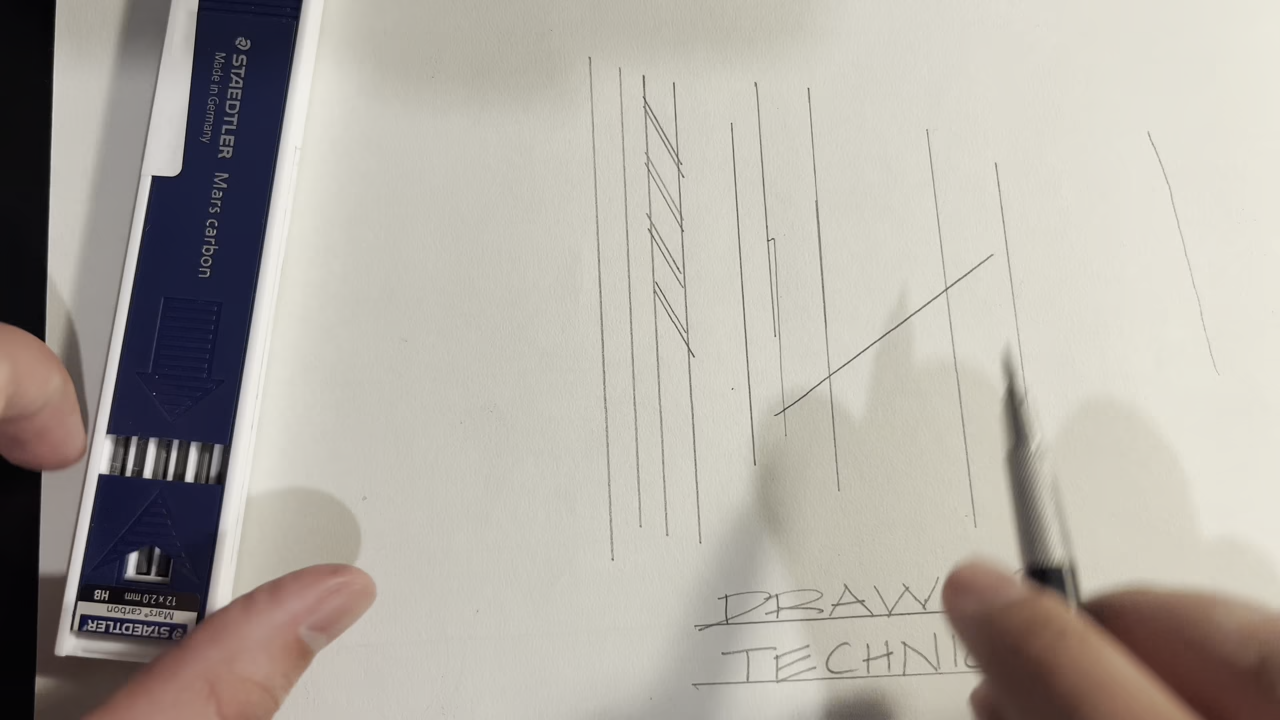 STAEDTLER Mars carbon
Made in Germany
12 x 2.0 mm HB
Mars® carbon
STAEDTLER
DRAW
TECHNI